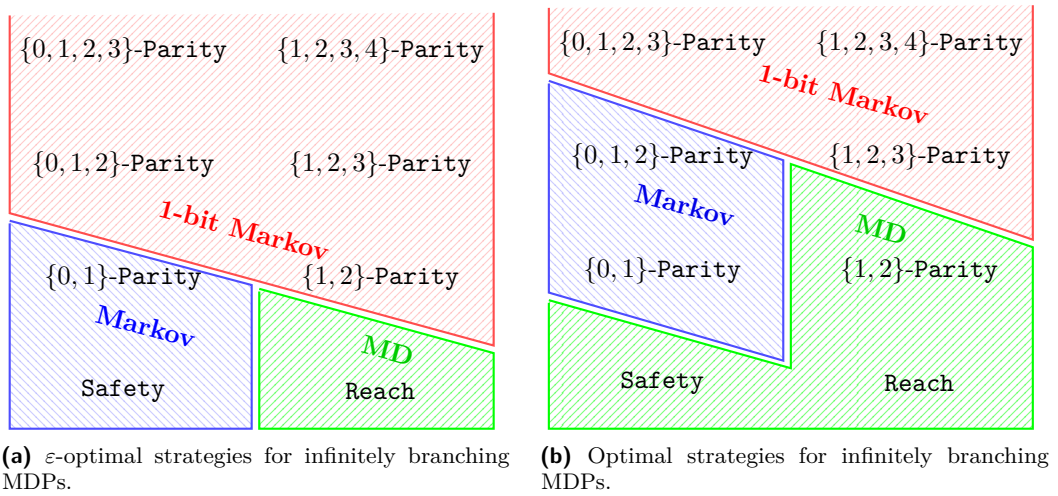 {0, 1, 2, 3}-Parity {1, 2, 3, 4}-Parity
{0, 1, 2}-Parity {1, 2, 3}-Parity
1-bit Markov
{0, 1}-Parity {1, 2}-Parity
Markov
MD
Safety Reach
(a) ε-optimal strategies for infinitely branching
MDPs.
{0, 1, 2, 3}-Parity {1, 2, 3, 4}-Parity
1-bit Markov
{0, 1, 2}-Parity {1, 2, 3}-Parity
Markov
MD
{0, 1}-Parity {1, 2}-Parity
Safety Reach
(b) Optimal strategies for infinitely branching
MDPs.